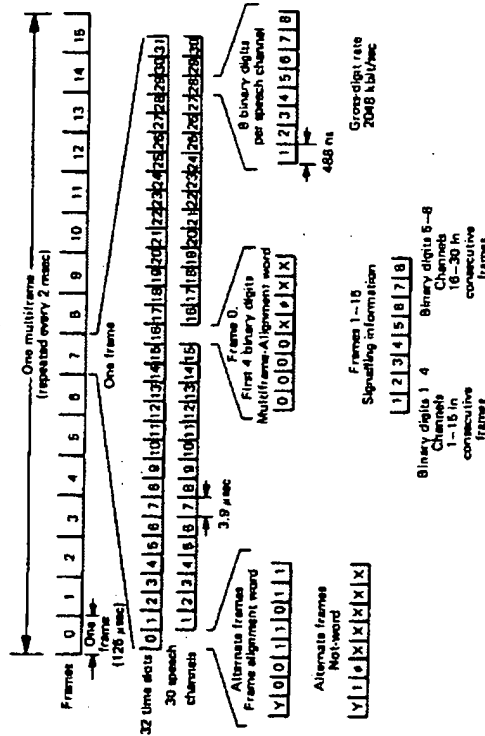 One multiframe
(repeated every 2 msec)
Frames 0 1 2 3 4 5 6 7 8 9 10 11 12 13 14 15
One
frame
(125 μsec)
One frame
32 time slots 0 1 2 3 4 5 6 7 8 9 10 11 12 13 14 15 16 17 18 19 20 21 22 23 24 25 26 27 28 29 30 31
30 speech
channels
1 2 3 4 5 6 7 8 9 10 11 12 13 14 15 16 17 18 19 20 21 22 23 24 25 26 27 28 29 30
3.9 μsec
Alternate frames
Frame alignment word
Y 0 0 1 1 0 1 1
Alternate frames
Not-word
Y 1 # X X X X X
Frame 0,
First 4 binary digits
Multiframe-Alignment word
0 0 0 0 X # X X
Frames 1–15
Signalling information
1 2 3 4 5 6 7 8
Binary digits 1 4
Channels
1–15 in
consecutive
frames
Binary digits 5–8
Channels
16–30 in
consecutive
frames
8 binary digits
per speech channel
1 2 3 4 5 6 7 8
488 ns
Gross-digit rate
2048 kbit/sec